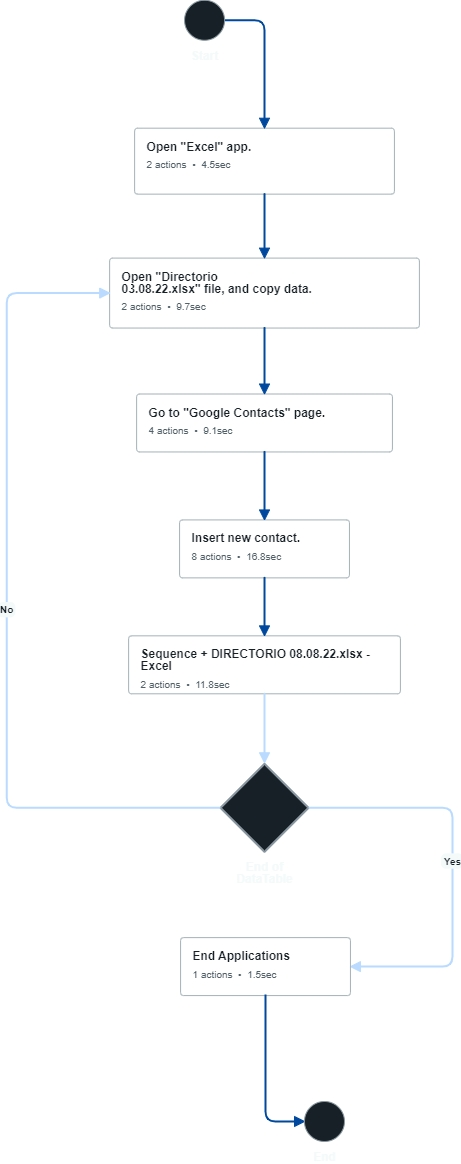 Start
Open "Excel" app.
2 actions • 4.5sec
Open "Directorio
03.08.22.xlsx" file, and copy data.
2 actions • 9.7sec
Go to "Google Contacts" page.
4 actions • 9.1sec
Insert new contact.
8 actions • 16.8sec
No
Sequence + DIRECTORIO 08.08.22.xlsx -
Excel
2 actions • 11.8sec
End of
DataTable
Yes
End Applications
1 actions • 1.5sec
End